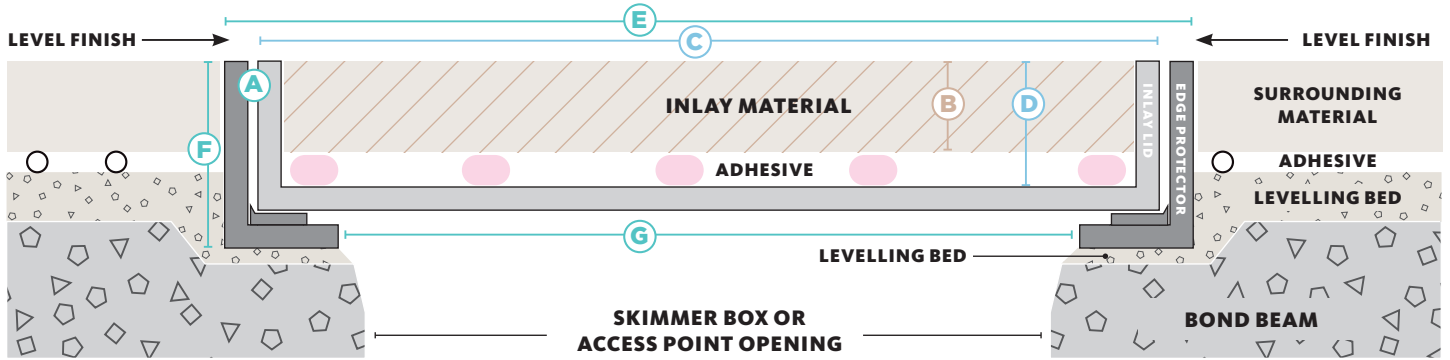 E
LEVEL FINISH
C
LEVEL FINISH
A
INLAY MATERIAL
B
D
INLAY LID
EDGE PROTECTOR
SURROUNDING
MATERIAL
F
ADHESIVE
ADHESIVE
LEVELLING BED
G
LEVELLING BED
SKIMMER BOX OR
ACCESS POINT OPENING
BOND BEAM